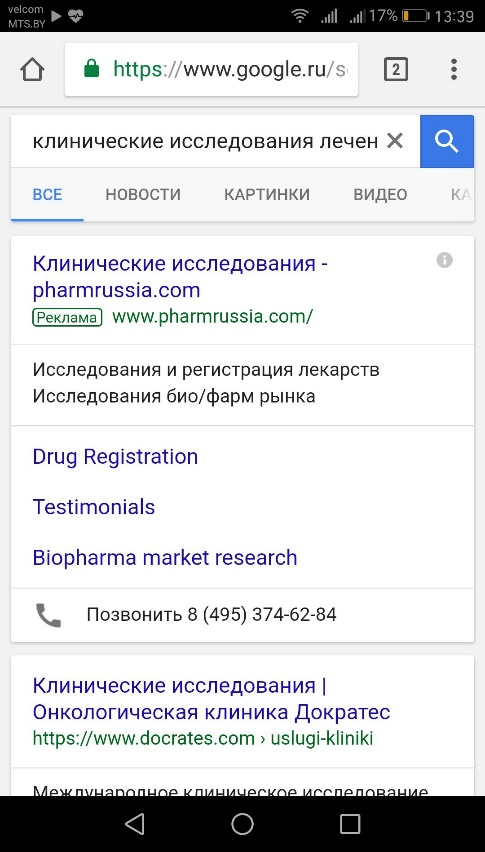 velcom
MTS.BY
17%
13:39
https://www.google.ru/s
2
клинические исследования лечен
ВСЕ НОВОСТИ КАРТИНКИ ВИДЕО КА
Клинические исследования -
pharmrussia.com
Реклама www.pharmrussia.com/
Исследования и регистрация лекарств
Исследования био/фарм рынка
Drug Registration
Testimonials
Biopharma market research
Позвонить 8 (495) 374-62-84
Клинические исследования |
Онкологическая клиника Дократес
https://www.docrates.com › uslugi-kliniki
Международное клиническое исследование